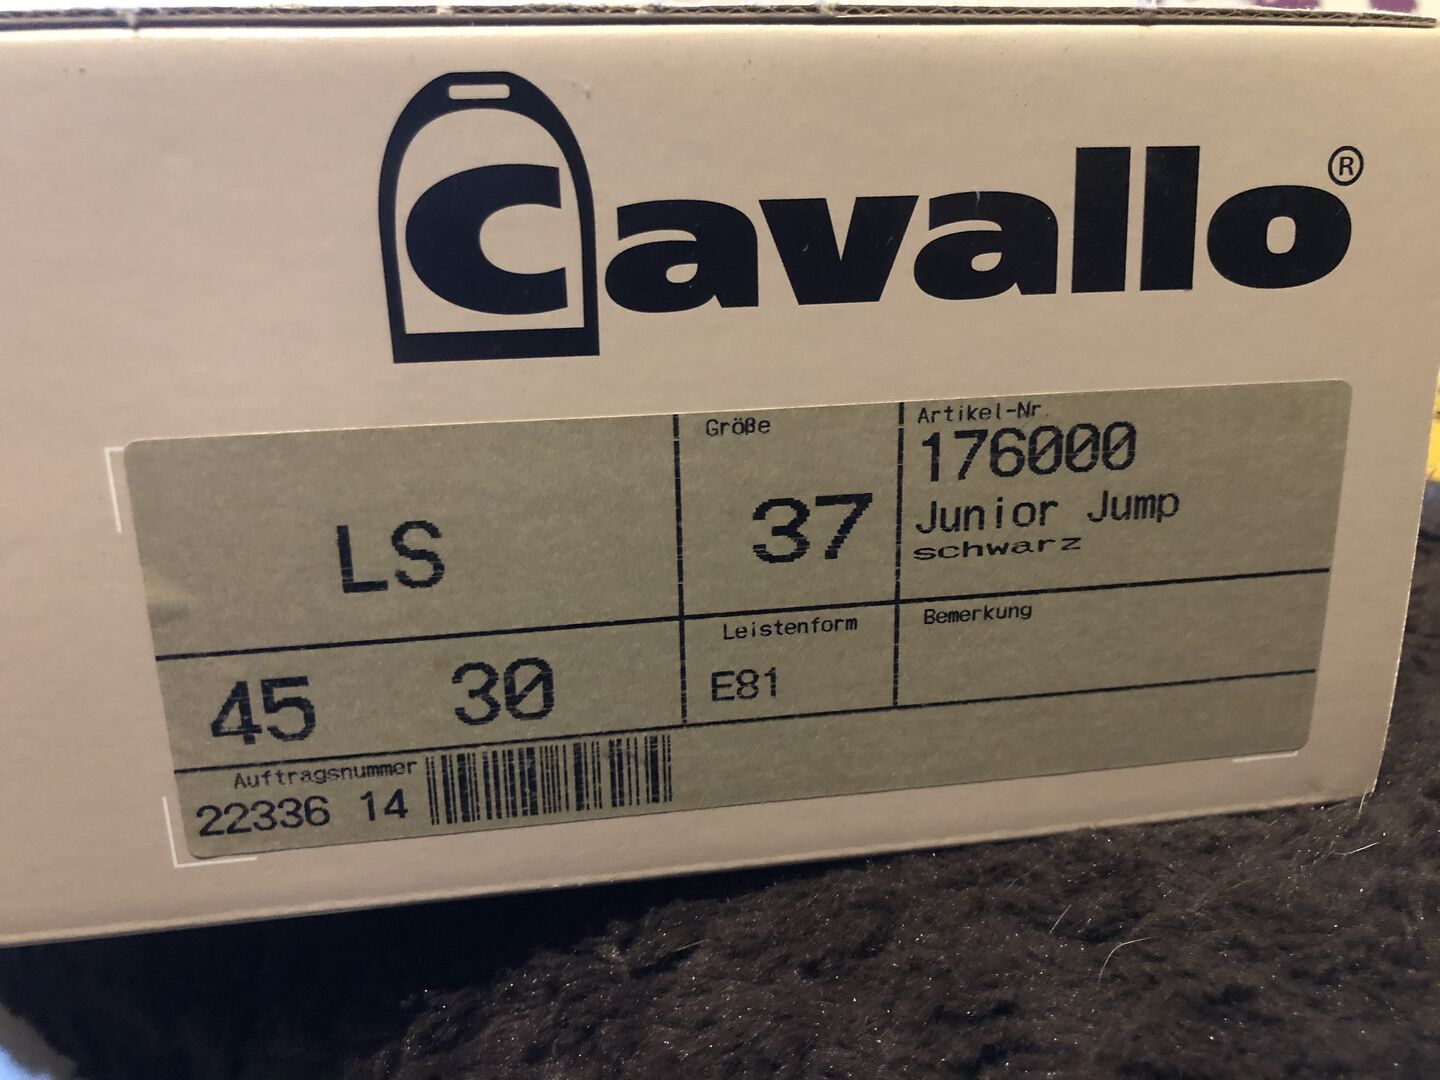 Cavallo®
LS
Größe
37
Artikel-Nr.
176000
Junior Jump
schwarz
45 30
Leistenform
E81
Bemerkung
Auftragsnummer
22336 14